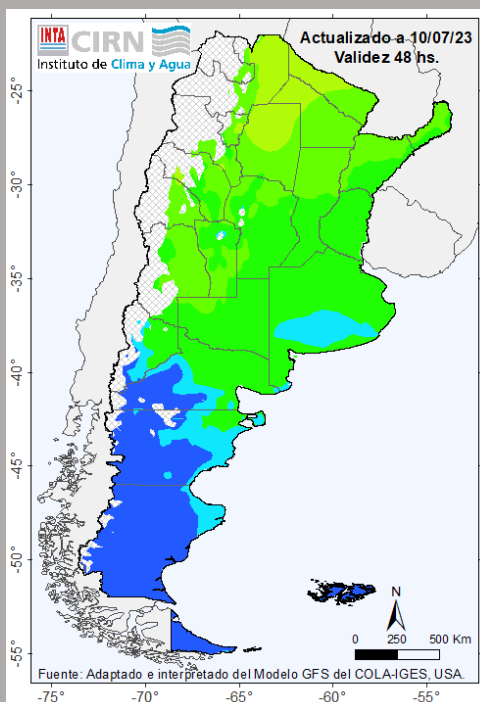 INTA CIRN
Instituto de Clima y Agua
Actualizado a 10/07/23
Validez 48 hs.
-25°
-30°
-35°
-40°
-45°
-50°
-55°
N
0 250 500 Km
Fuente: Adaptado e interpretado del Modelo GFS del COLA-IGES, USA.
-75 -70 -65 -60 -55